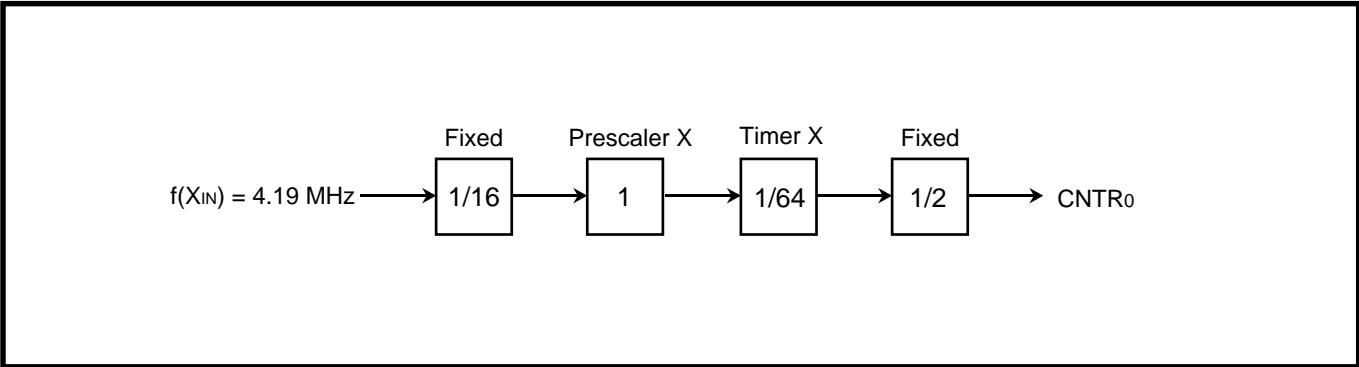 Fixed
Prescaler X
Timer X
Fixed
f(XIN) = 4.19 MHz
1/16
1
1/64
1/2
CNTR0